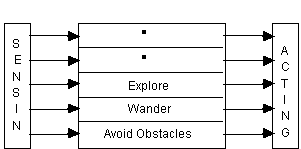 SENSIN
Explore
Wander
Avoid Obstacles
ACTING